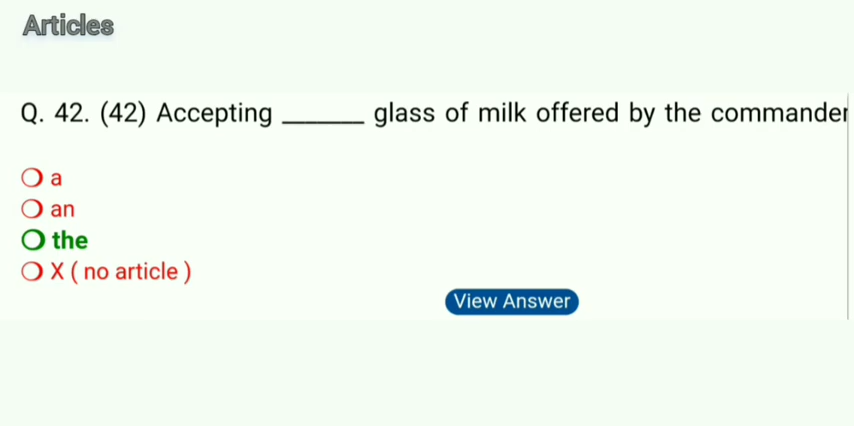 Articles
Q. 42. (42) Accepting ______ glass of milk offered by the commander
a
an
the
X ( no article )
View Answer